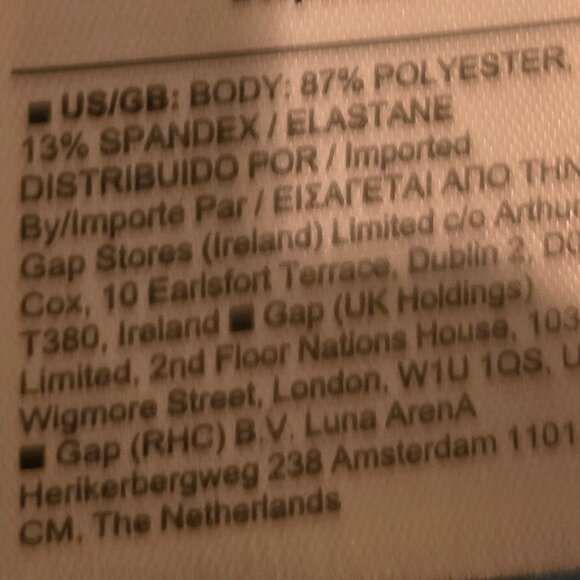 ■ US/GB: BODY: 87% POLYESTER,
13% SPANDEX / ELASTANE
DISTRIBUIDO POR / Imported
By/Importe Par / ΕΙΣΑΓΕΤΑΙ ΑΠΟ ΤΗΝ
Gap Stores (Ireland) Limited c/o Arthur
Cox, 10 Earlsfort Terrace, Dublin 2, DO
T380, Ireland ■ Gap (UK Holdings)
Limited, 2nd Floor Nations House, 103
Wigmore Street, London, W1U 1QS, U
■ Gap (RHC) B.V. Luna ArenA
Herikerbergweg 238 Amsterdam 1101
CM, The Netherlands